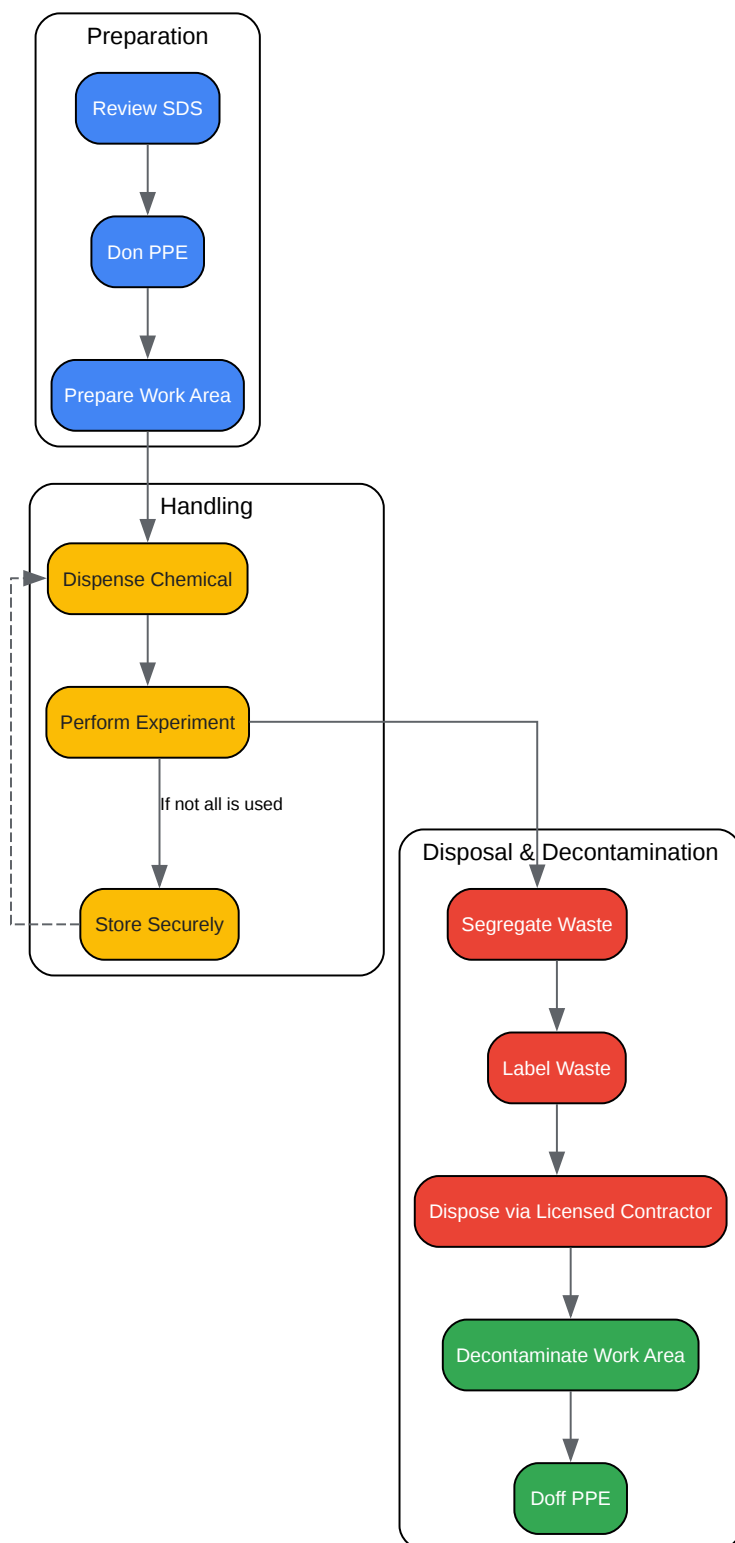 Preparation
Review SDS
Don PPE
Prepare Work Area
Handling
Dispense Chemical
Perform Experiment
If not all is used
Store Securely
Disposal & Decontamination
Segregate Waste
Label Waste
Dispose via Licensed Contractor
Decontaminate Work Area
Doff PPE